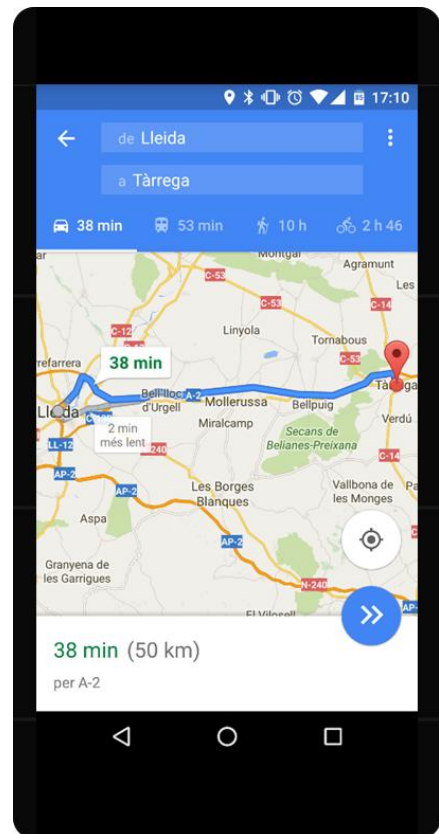 17:10
de Lleida
a Tàrrega
38 min 53 min 10 h 2 h 46
Montgai
Agramunt
C-53
Les
C-53
C-14
C-12
Linyola
Tornabous
refarrera
38 min
C-53
Bell-lloc
d'Urgell
A-2
Mollerussa
Bellpuig
Tàrrega
Lleida
2 min
més lent
Miralcamp
Secans de
Belianes-Preixana
Verdú
LL-12
240
C-14
AP-2
AP-2
Les Borges
Blanques
Vallbona de
les Monges
Pa
Aspa
AP-2
Granyena de
les Garrigues
N-240
El Vilosell
AP-
38 min (50 km)
per A-2